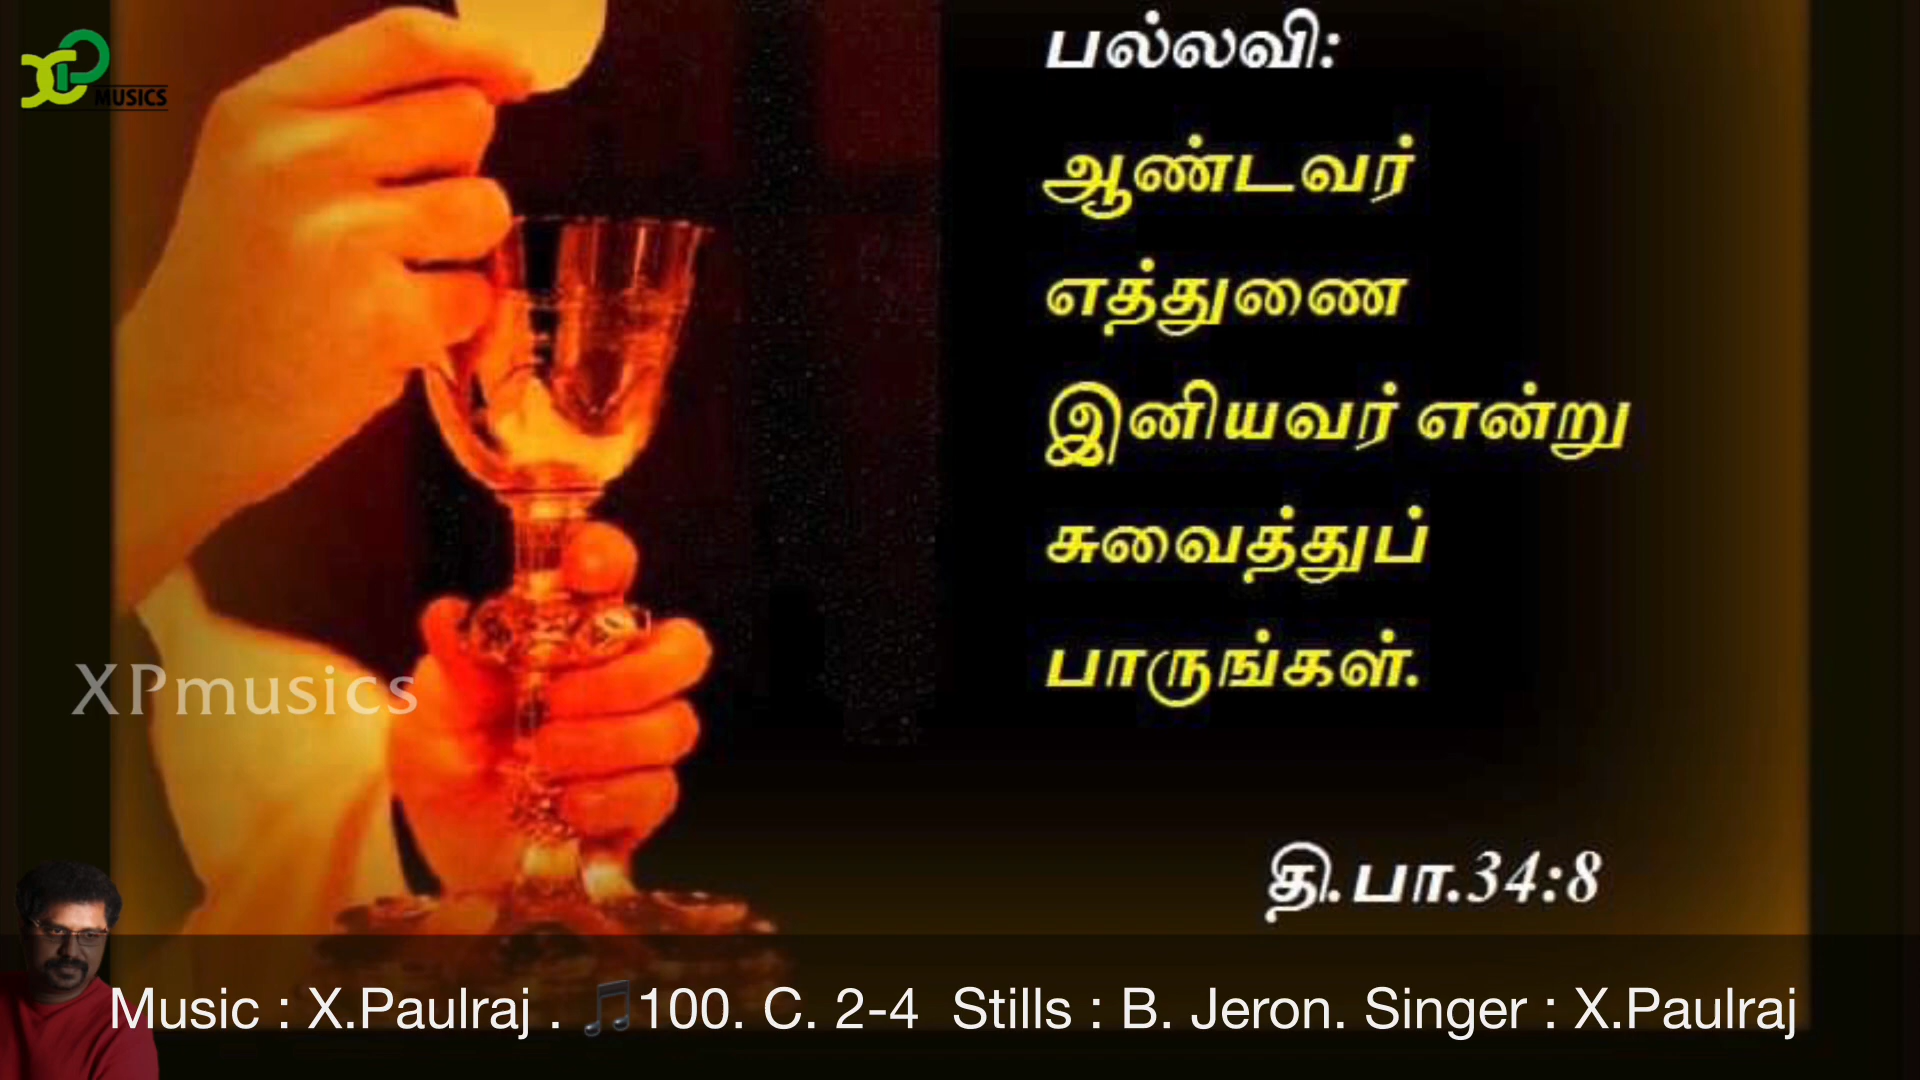 XP MUSICS
பல்லவி:
ஆண்டவர்
எத்துணை
இனியவர் என்று
சுவைத்துப்
பாருங்கள்.
தி.பா.34:8
XPmusics
Music : X.Paulraj . 🎵100. C. 2-4 Stills : B. Jeron. Singer : X.Paulraj